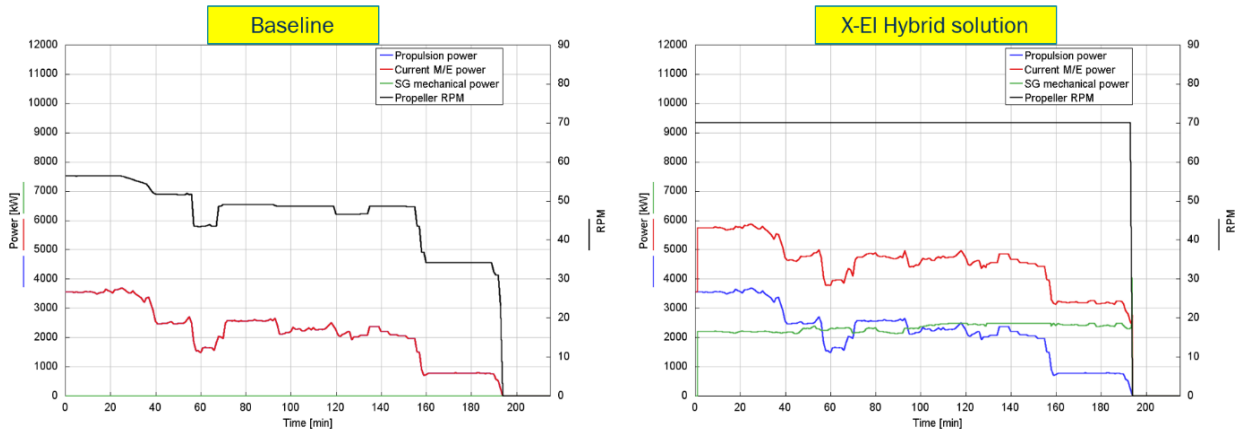 Baseline
X-EI Hybrid solution
12000
11000
10000
9000
8000
7000
6000
5000
4000
3000
2000
1000
0
Power [kW]
90
80
70
60
50
40
30
20
10
0
RPM
Propulsion power
Current M/E power
SG mechanical power
Propeller RPM
0 20 40 60 80 100 120 140 160 180 200
Time [min]
12000
11000
10000
9000
8000
7000
6000
5000
4000
3000
2000
1000
0
Power [kW]
90
80
70
60
50
40
30
20
10
0
RPM
Propulsion power
Current M/E power
SG mechanical power
Propeller RPM
0 20 40 60 80 100 120 140 160 180 200
Time [min]